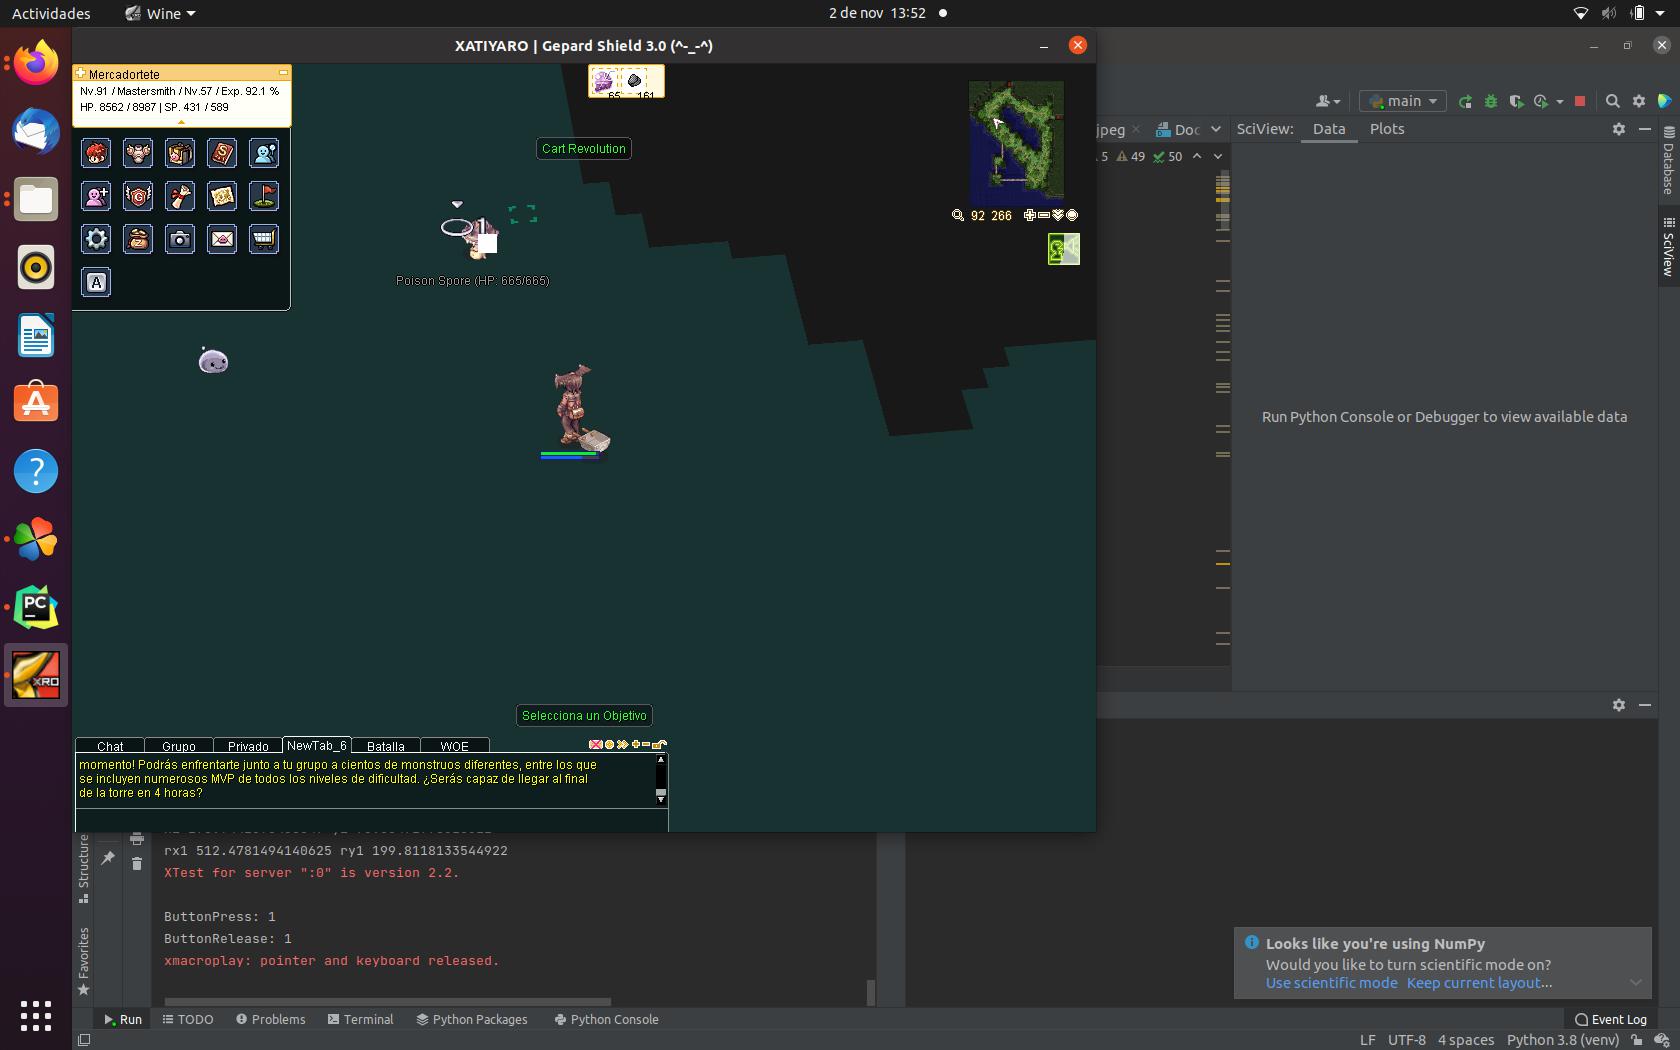 Actividades
Wine
2 de nov 13:52
XATIYARO | Gepard Shield 3.0 (^-_-^)
Mercadortete
Nv.91 / Mastersmith / Nv.57 / Exp. 92.1 %
HP. 8562 / 8987 | SP. 431 / 589
65
161
Cart Revolution
1
Poison Spore (HP: 665/665)
92 266
A
XRO
PC
Selecciona un Objetivo
Chat
Grupo
Privado
NewTab_6
Batalla
WOE
momento! Podrás enfrentarte junto a tu grupo a cientos de monstruos diferentes, entre los que
se incluyen numerosos MVP de todos los niveles de dificultad. ¿Serás capaz de llegar al final
de la torre en 4 horas?
main
jpeg
Doc
SciView:
Data
Plots
5
49
50
Database
SciView
Run Python Console or Debugger to view available data
Structure
Favorites
rx1 512.4781494140625 ry1 199.8118133544922
XTest for server ":0" is version 2.2.
ButtonPress: 1
ButtonRelease: 1
xmacroplay: pointer and keyboard released.
Looks like you're using NumPy
Would you like to turn scientific mode on?
Use scientific mode Keep current layout...
Run
TODO
Problems
Terminal
Python Packages
Python Console
Event Log
LF UTF-8 4 spaces Python 3.8 (venv)